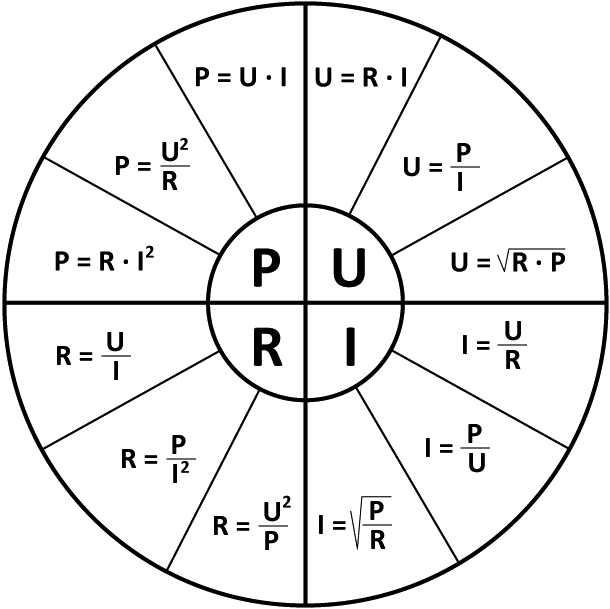 P = U · I
U = R · I
P = U²/R
U = P/I
P = R · I²
U = √R · P
P U
R I
R = U/I
I = U/R
R = P/I²
I = P/U
R = U²/P
I = √P/R